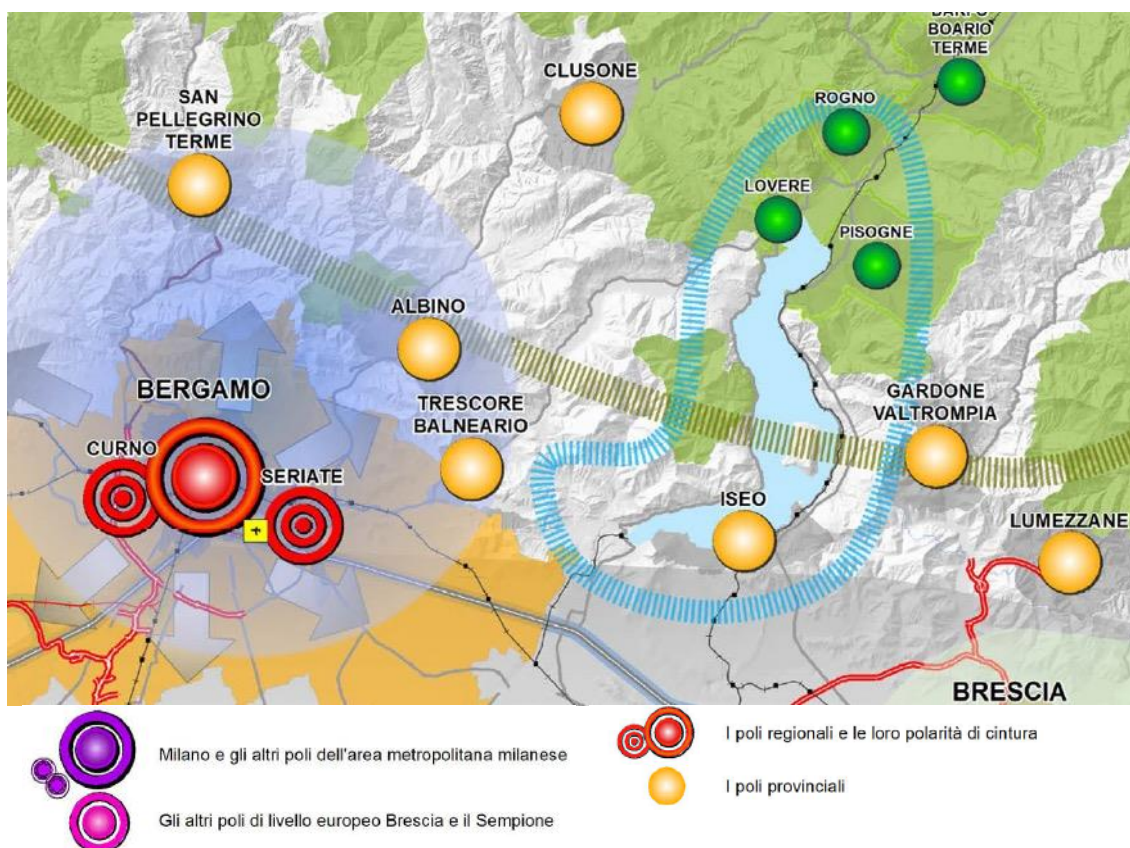 BOARIO
TERME
CLUSONE
SAN
PELLEGRINO
TERME
ROGNO
LOVERE
PISOGNE
ALBINO
BERGAMO
GARDONE
VALTROMPIA
TRESCORE
BALNEARIO
CURNO
SERIATE
ISEO
LUMEZZANE
BRESCIA
Milano e gli altri poli dell'area metropolitana milanese
I poli regionali e le loro polarità di cintura
I poli provinciali
Gli altri poli di livello europeo Brescia e il Sempione